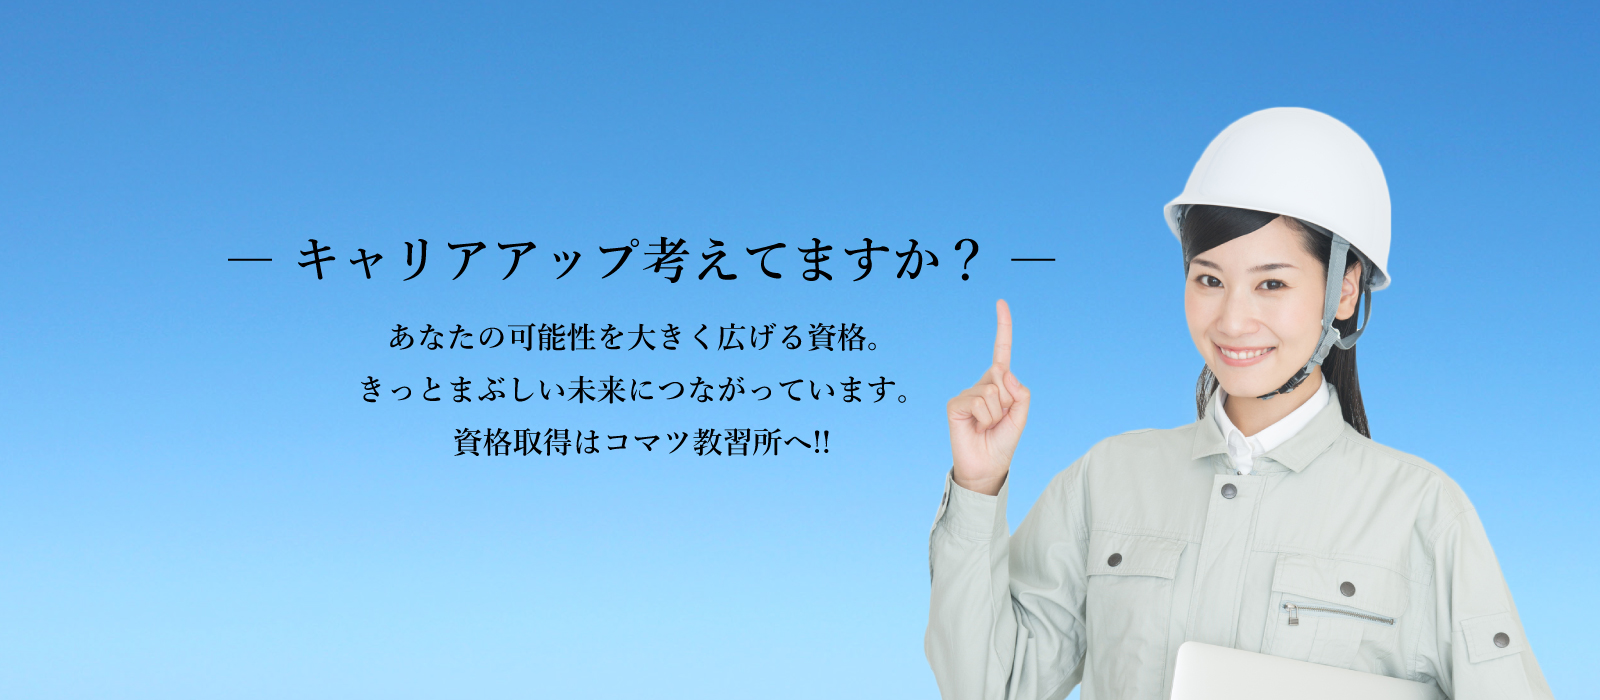 ― キャリアアップ考えてますか？ ―
あなたの可能性を大きく広げる資格。
きっとまぶしい未来につながっています。
資格取得はコマツ教習所へ!!